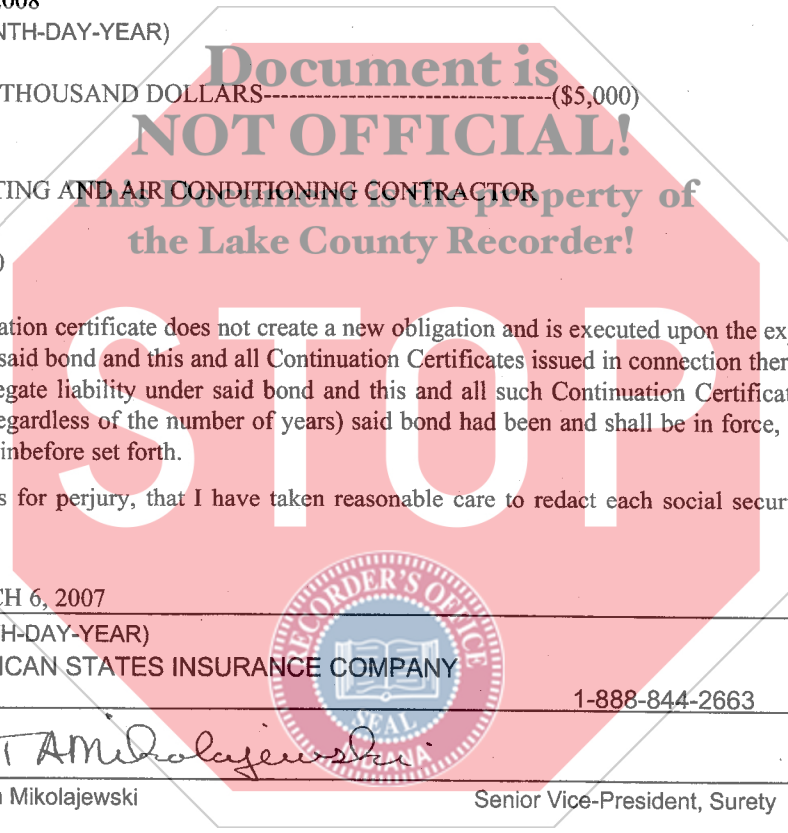 2008
NTH-DAY-YEAR)
Document is
THOUSAND DOLLARS--------------------------------($5,000)
NOT OFFICIAL!
TING AND AIR CONDITIONING CONTRACTOR
This Document is the property of
the Lake County Recorder!
)
ation certificate does not create a new obligation and is executed upon the ex
said bond and this and all Continuation Certificates issued in connection ther
egate liability under said bond and this and all such Continuation Certificat
egardless of the number of years) said bond had been and shall be in force,
inbefore set forth.
STOP
s for perjury, that I have taken reasonable care to redact each social secur
CH 6, 2007
H-DAY-YEAR)
ICAN STATES INSURANCE COMPANY
1-888-844-2663
RECORDER'S OFFICE
SEAL
INDIANA
TAMikolajewski
Mikolajewski
Senior Vice-President, Surety